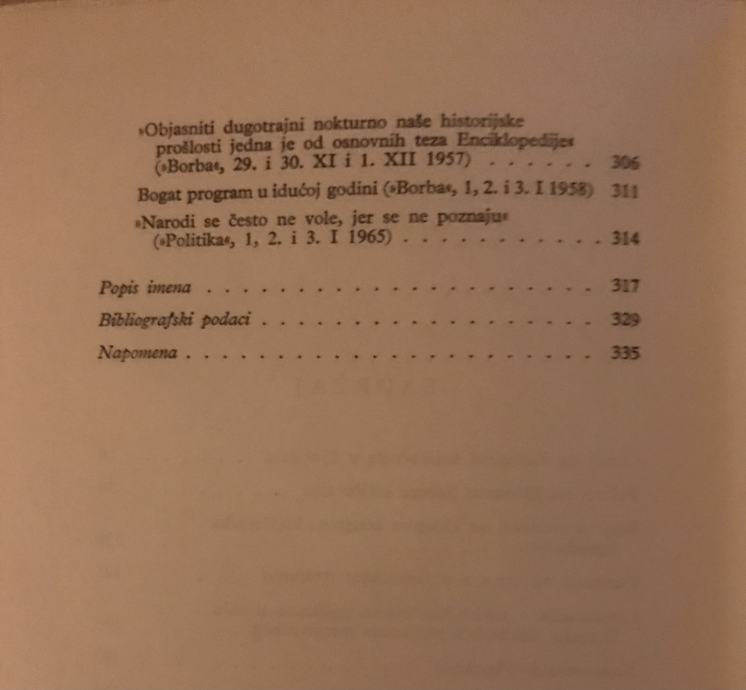 »Objasniti dugotrajni nokturno naše historijske
prošlosti jedna je od osnovnih teza Enciklopedije«
(»Borba«, 29. i 30. XI i 1. XII 1957) . . . . . . 306
Bogat program u idućoj godini (»Borba«, 1, 2. i 3. I 1958) 311
»Narodi se često ne vole, jer se ne poznaju«
(»Politika«, 1, 2. i 3. I 1965) . . . . . . . . . . . 314
Popis imena . . . . . . . . . . . . . . . . . . . . . 317
Bibliografski podaci . . . . . . . . . . . . . . . . . . 329
Napomena . . . . . . . . . . . . . . . . . . . . . . 335